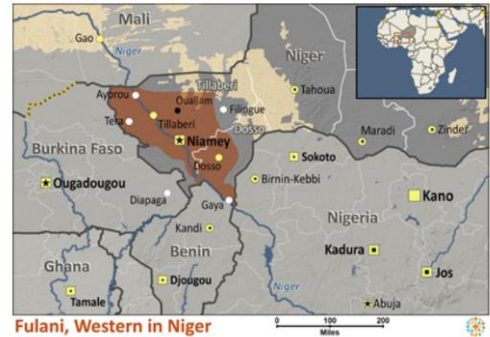 Mali
Gao
Niger
Niger
Tillaberi
Ayorou
Ouallam
Filingue
Tahoua
Tera
Tillaberi
Dosso
Maradi
Zinder
Niamey
Burkina Faso
Sokoto
Dosso
Birnin-Kebbi
Ougadougou
Diapaga
Gaya
Kano
Nigeria
Kandi
Benin
Kadura
Ghana
Djougou
Niger
Jos
Tamale
Abuja
Fulani, Western in Niger
0 100 200
Miles